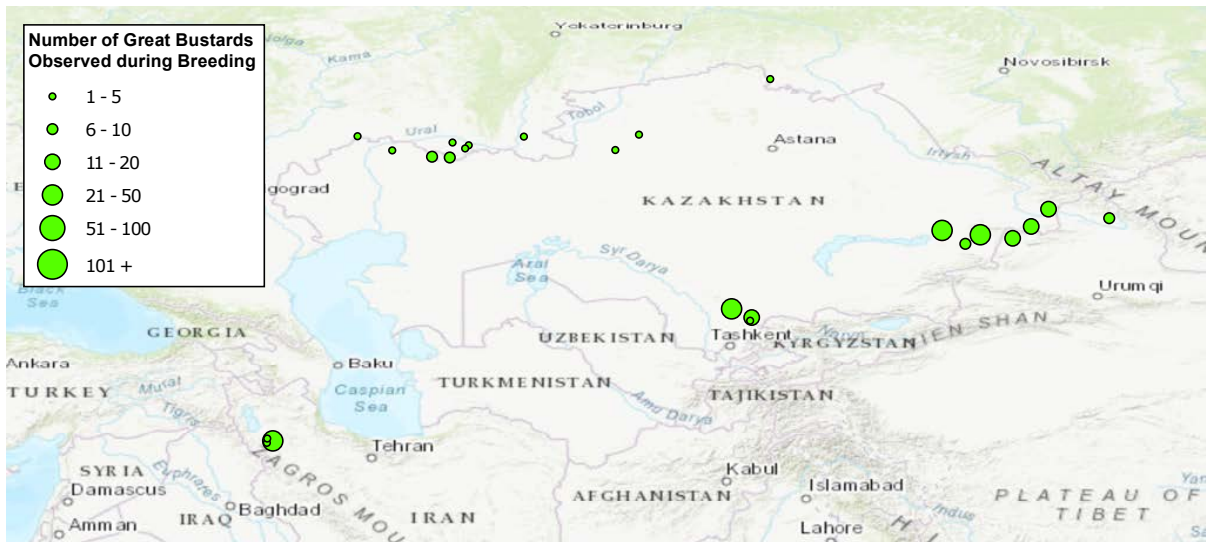 Number of Great Bustards
Observed during Breeding
1 - 5
6 - 10
11 - 20
21 - 50
51 - 100
101 +
Yekaterinburg
Volga
Kama
Novosibirsk
Tobol
Ural
Astana
Irtysh
gograd
ALTAY MOUN
KAZAKHSTAN
Aral
Sea
Syr Darya
Urumqi
Black
Sea
GEORGIA
UZBEKISTAN
Tashkent
Naryn
KYRGYZSTAN
TIEN SHAN
Ankara
Baku
TURKEY
Murat
Caspian
Sea
TURKMENISTAN
Amu Darya
TAJIKISTAN
Tigris
Tehran
ZAGROS MOU
SYRIA
Euphrates
Damascus
Kabul
Islamabad
Baghdad
IRAQ
IRAN
AFGHANISTAN
Indus
PLATEAU OF
TIBET
Amman
Lahore
H